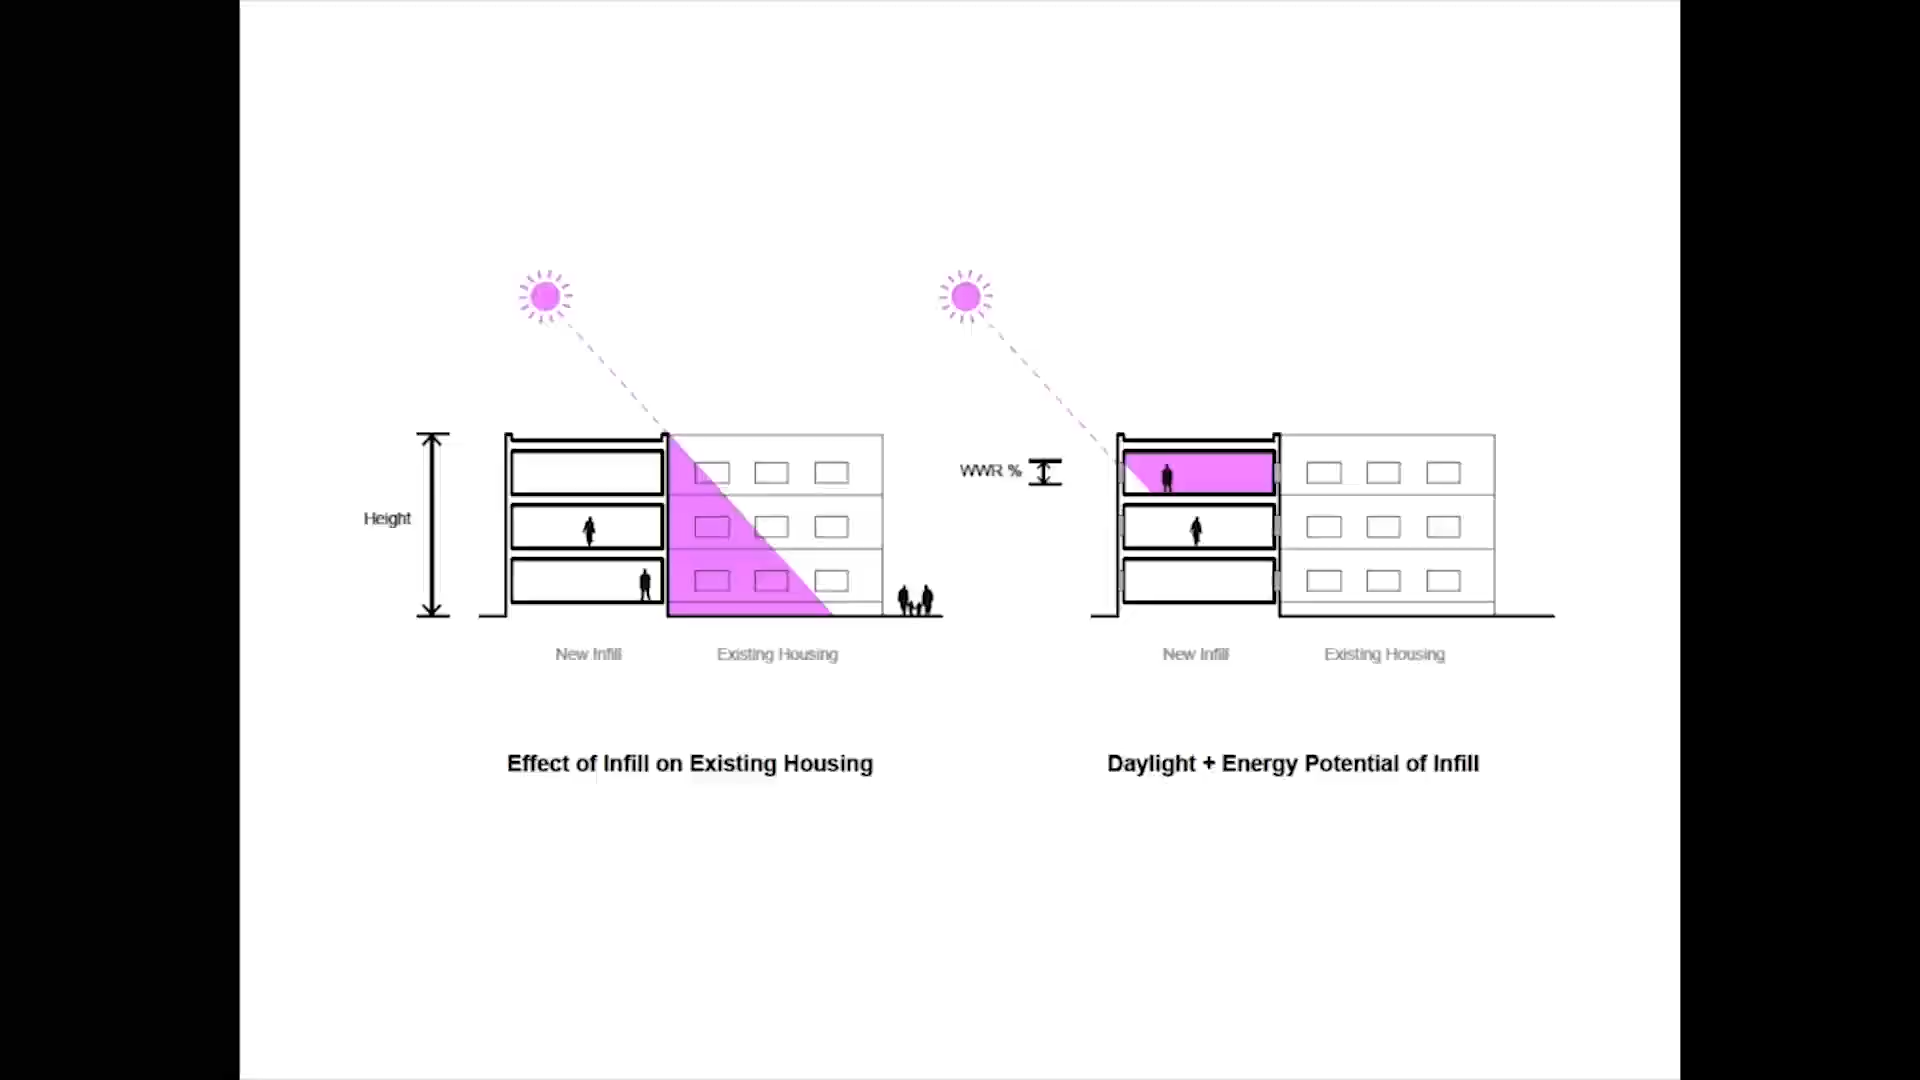 Height
WWR %
New Infill
Existing Housing
New Infill
Existing Housing
Effect of Infill on Existing Housing
Daylight + Energy Potential of Infill